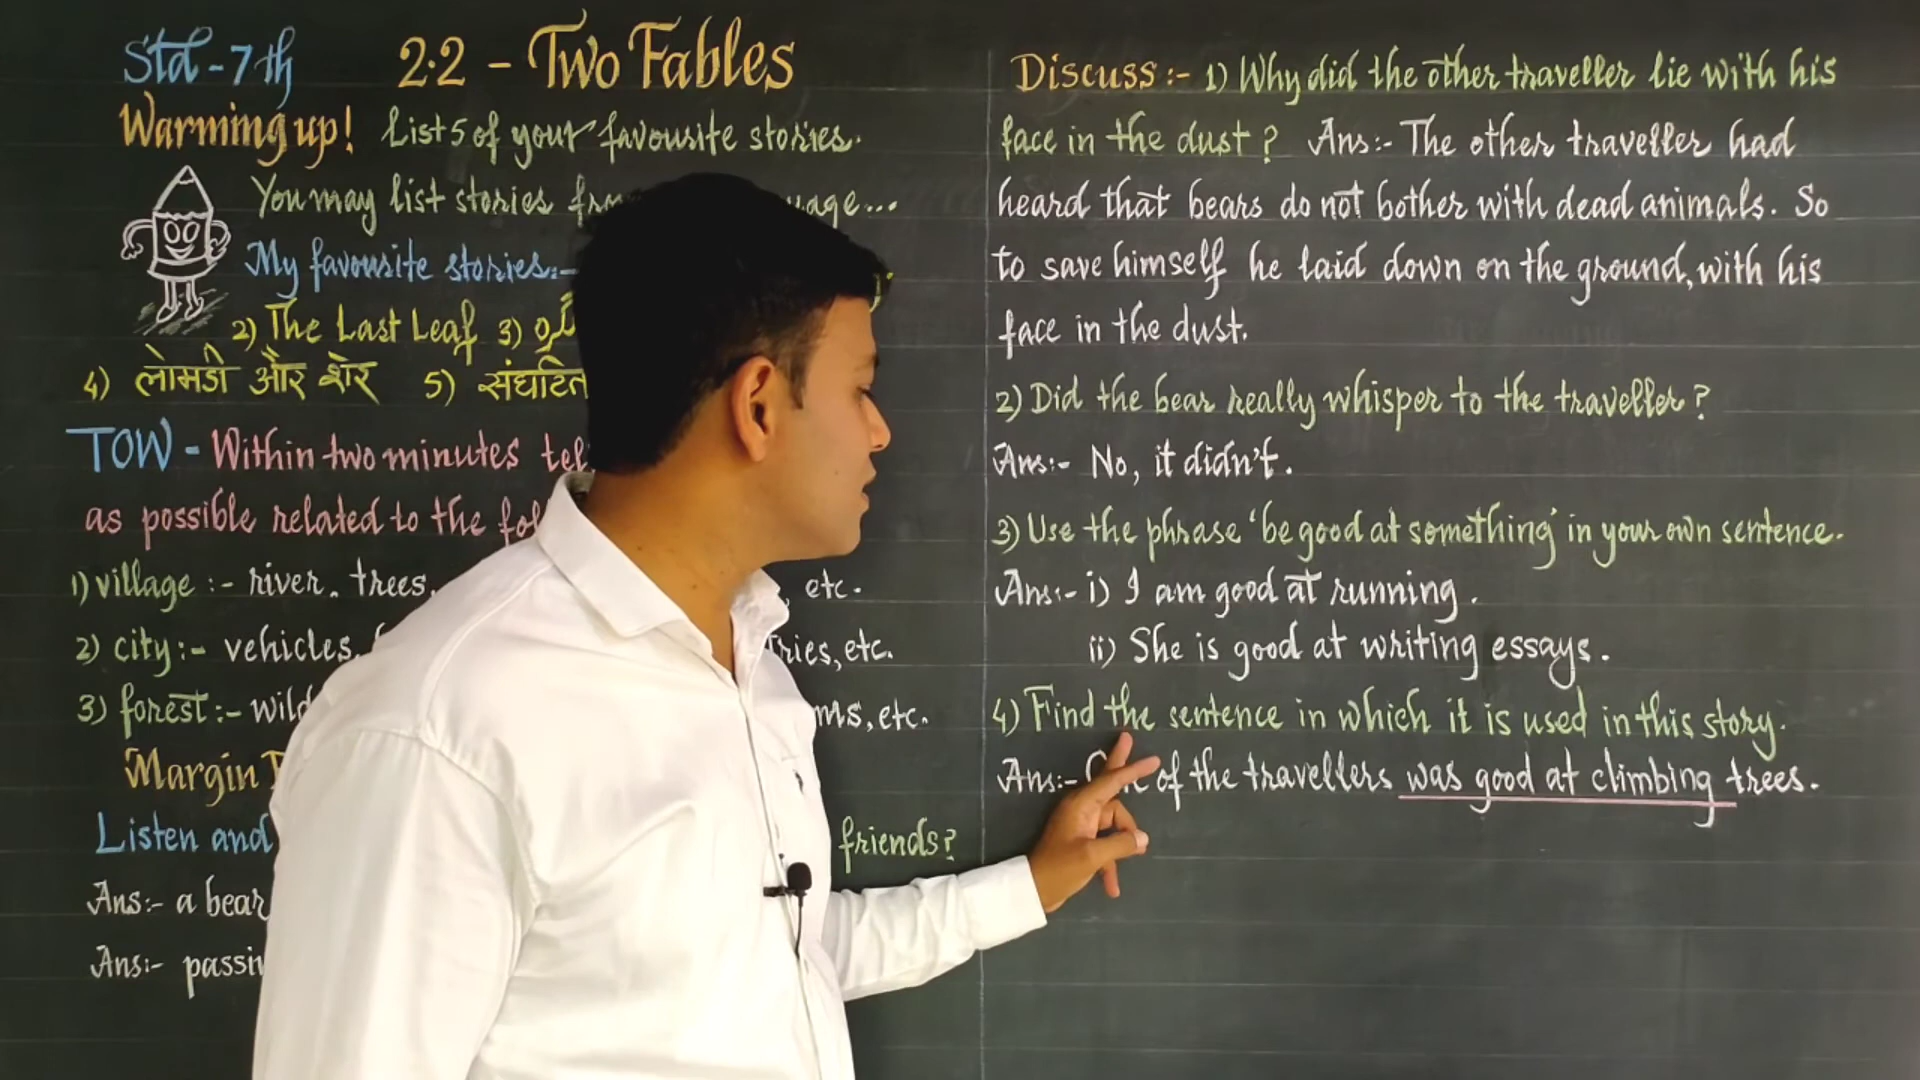 Std - 7th 2.2 - Two Fables
Warming up! List 5 of your favourite stories.
You may list stories from
My favourite stories:-
2) The Last Leaf 3)
4) लोमडी और शेर 5) संघटित
TOW - Within two minutes
as possible related to the
1) village :- river, trees, , etc.
2) city :- vehicles, etc.
3) forest :- wild , etc.
Margin
Listen and friends?
Ans:- a bear
Ans:-
Discuss :- 1) Why did the other traveller lie with his
face in the dust ? Ans:- The other traveller had
heard that bears do not bother with dead animals. So
to save himself he laid down on the ground, with his
face in the dust.
2) Did the bear really whisper to the traveller ?
Ans:- No, it didn't.
3) Use the phrase 'be good at something' in your own sentence.
Ans:- i) I am good at running.
ii) She is good at writing essays.
4) Find the sentence in which it is used in this story.
Ans:- of the travellers was good at climbing trees.